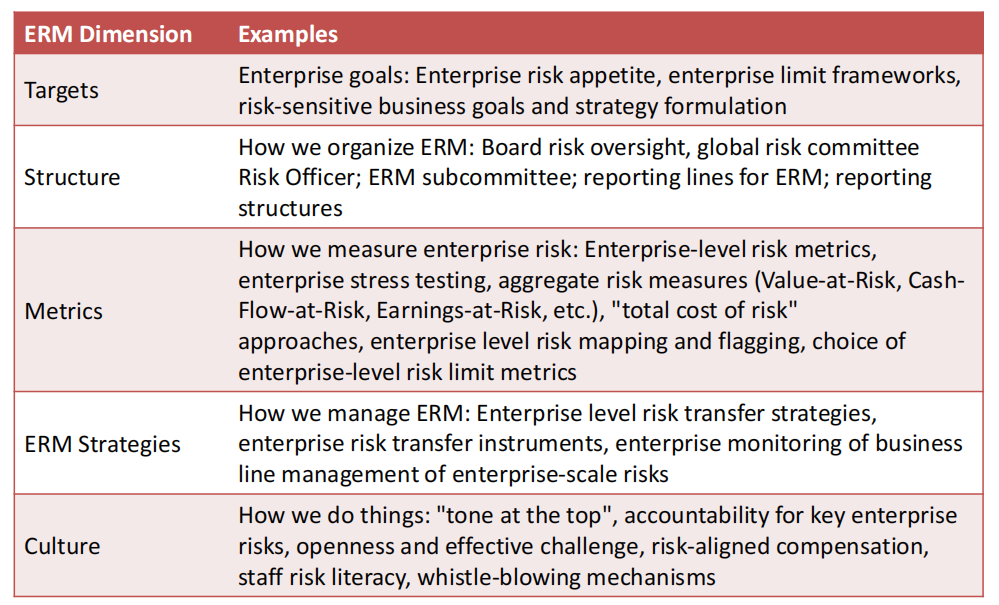 ERM Dimension Examples
Targets
Enterprise goals: Enterprise risk appetite, enterprise limit frameworks,
risk-sensitive business goals and strategy formulation
Structure
How we organize ERM: Board risk oversight, global risk committee
Risk Officer; ERM subcommittee; reporting lines for ERM; reporting
structures
Metrics
How we measure enterprise risk: Enterprise-level risk metrics,
enterprise stress testing, aggregate risk measures (Value-at-Risk, Cash-
Flow-at-Risk, Earnings-at-Risk, etc.), "total cost of risk"
approaches, enterprise level risk mapping and flagging, choice of
enterprise-level risk limit metrics
ERM Strategies
How we manage ERM: Enterprise level risk transfer strategies,
enterprise risk transfer instruments, enterprise monitoring of business
line management of enterprise-scale risks
Culture
How we do things: "tone at the top", accountability for key enterprise
risks, openness and effective challenge, risk-aligned compensation,
staff risk literacy, whistle-blowing mechanisms